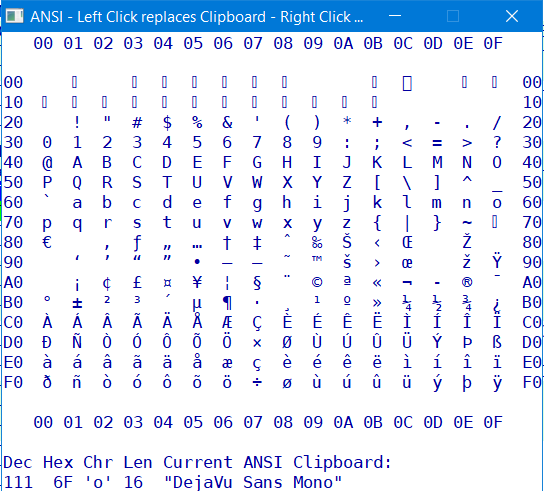 ANSI - Left Click replaces Clipboard - Right Click ...
00 01 02 03 04 05 06 07 08 09 0A 0B 0C 0D 0E 0F
00 00
10 10
20 ! " # $ % & ' ( ) * + , - . / 20
30 0 1 2 3 4 5 6 7 8 9 : ; < = > ? 30
40 @ A B C D E F G H I J K L M N O 40
50 P Q R S T U V W X Y Z [ \ ] ^ _ 50
60 ` a b c d e f g h i j k l m n o 60
70 p q r s t u v w x y z { | } ~ 70
80 € ‚ ƒ „ … † ‡ ˆ ‰ Š ‹ Œ Ž 80
90 ‘ ’ “ ” • – — ˜ ™ š › œ ž Ÿ 90
A0 ¡ ¢ £ ¤ ¥ ¦ § ¨ © ª « ¬ - ® ¯ A0
B0 ° ± ² ³ ´ µ ¶ · ¸ ¹ º » ¼ ½ ¾ ¿ B0
C0 À Á Â Ã Ä Å Æ Ç È É Ê Ë Ì Í Î Ï C0
D0 Ð Ñ Ò Ó Ô Õ Ö × Ø Ù Ú Û Ü Ý Þ ß D0
E0 à á â ã ä å æ ç è é ê ë ì í î ï E0
F0 ð ñ ò ó ô õ ö ÷ ø ù ú û ü ý þ ÿ F0
00 01 02 03 04 05 06 07 08 09 0A 0B 0C 0D 0E 0F
Dec Hex Chr Len Current ANSI Clipboard:
111 6F 'o' 16 "DejaVu Sans Mono"